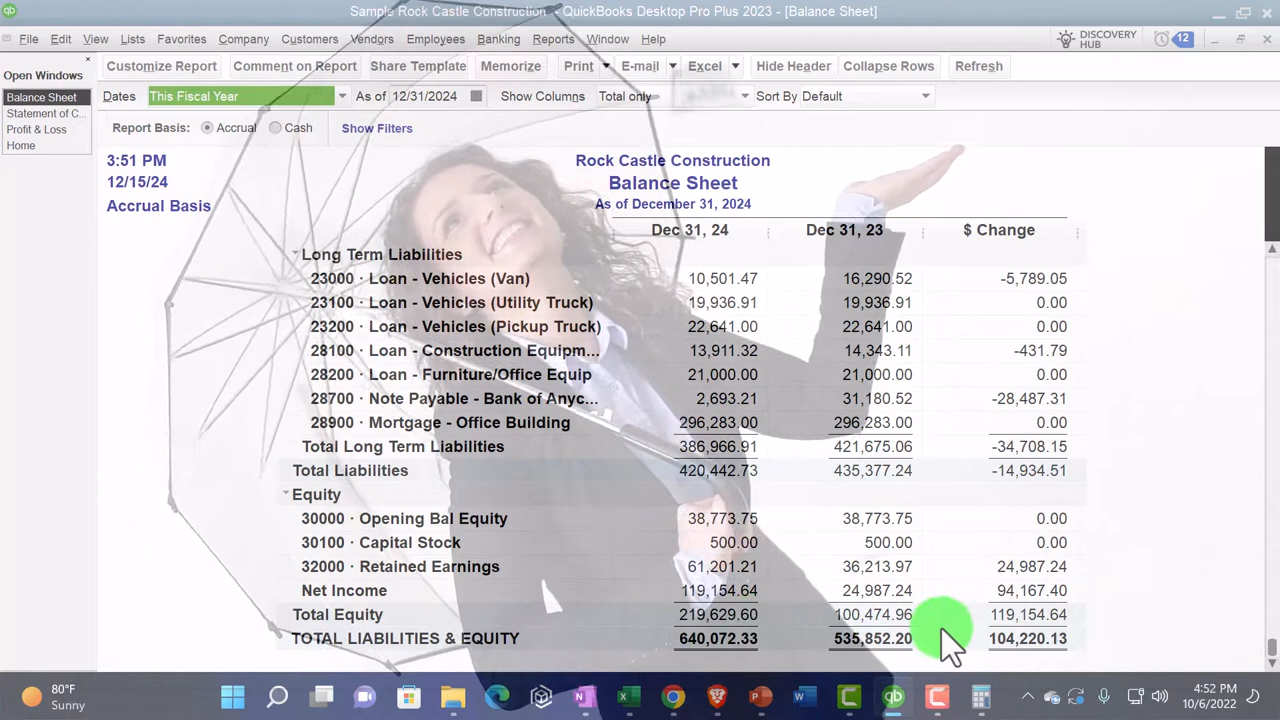 Sample Rock Castle Construction - QuickBooks Desktop Pro Plus 2023 - [Balance Sheet]
File Edit View Lists Favorites Company Customers Vendors Employees Banking Reports Window Help
DISCOVERY HUB 12
Open Windows
Balance Sheet
Statement of C...
Profit & Loss
Home
Customize Report Comment on Report Share Template Memorize Print E-mail Excel Hide Header Collapse Rows Refresh
Dates This Fiscal Year As of 12/31/2024 Show Columns Total only Sort By Default
Report Basis: Accrual Cash Show Filters
3:51 PM
12/15/24
Accrual Basis
Rock Castle Construction
Balance Sheet
As of December 31, 2024
Dec 31, 24 Dec 31, 23 $ Change
Long Term Liabilities
23000 · Loan - Vehicles (Van) 10,501.47 16,290.52 -5,789.05
23100 · Loan - Vehicles (Utility Truck) 19,936.91 19,936.91 0.00
23200 · Loan - Vehicles (Pickup Truck) 22,641.00 22,641.00 0.00
28100 · Loan - Construction Equipm... 13,911.32 14,343.11 -431.79
28200 · Loan - Furniture/Office Equip 21,000.00 21,000.00 0.00
28700 · Note Payable - Bank of Anyc... 2,693.21 31,180.52 -28,487.31
28900 · Mortgage - Office Building 296,283.00 296,283.00 0.00
Total Long Term Liabilities 386,966.91 421,675.06 -34,708.15
Total Liabilities 420,442.73 435,377.24 -14,934.51
Equity
30000 · Opening Bal Equity 38,773.75 38,773.75 0.00
30100 · Capital Stock 500.00 500.00 0.00
32000 · Retained Earnings 61,201.21 36,213.97 24,987.24
Net Income 119,154.64 24,987.24 94,167.40
Total Equity 219,629.60 100,474.96 119,154.64
TOTAL LIABILITIES & EQUITY 640,072.33 535,852.20 104,220.13
80°F
Sunny
4:52 PM
10/6/2022